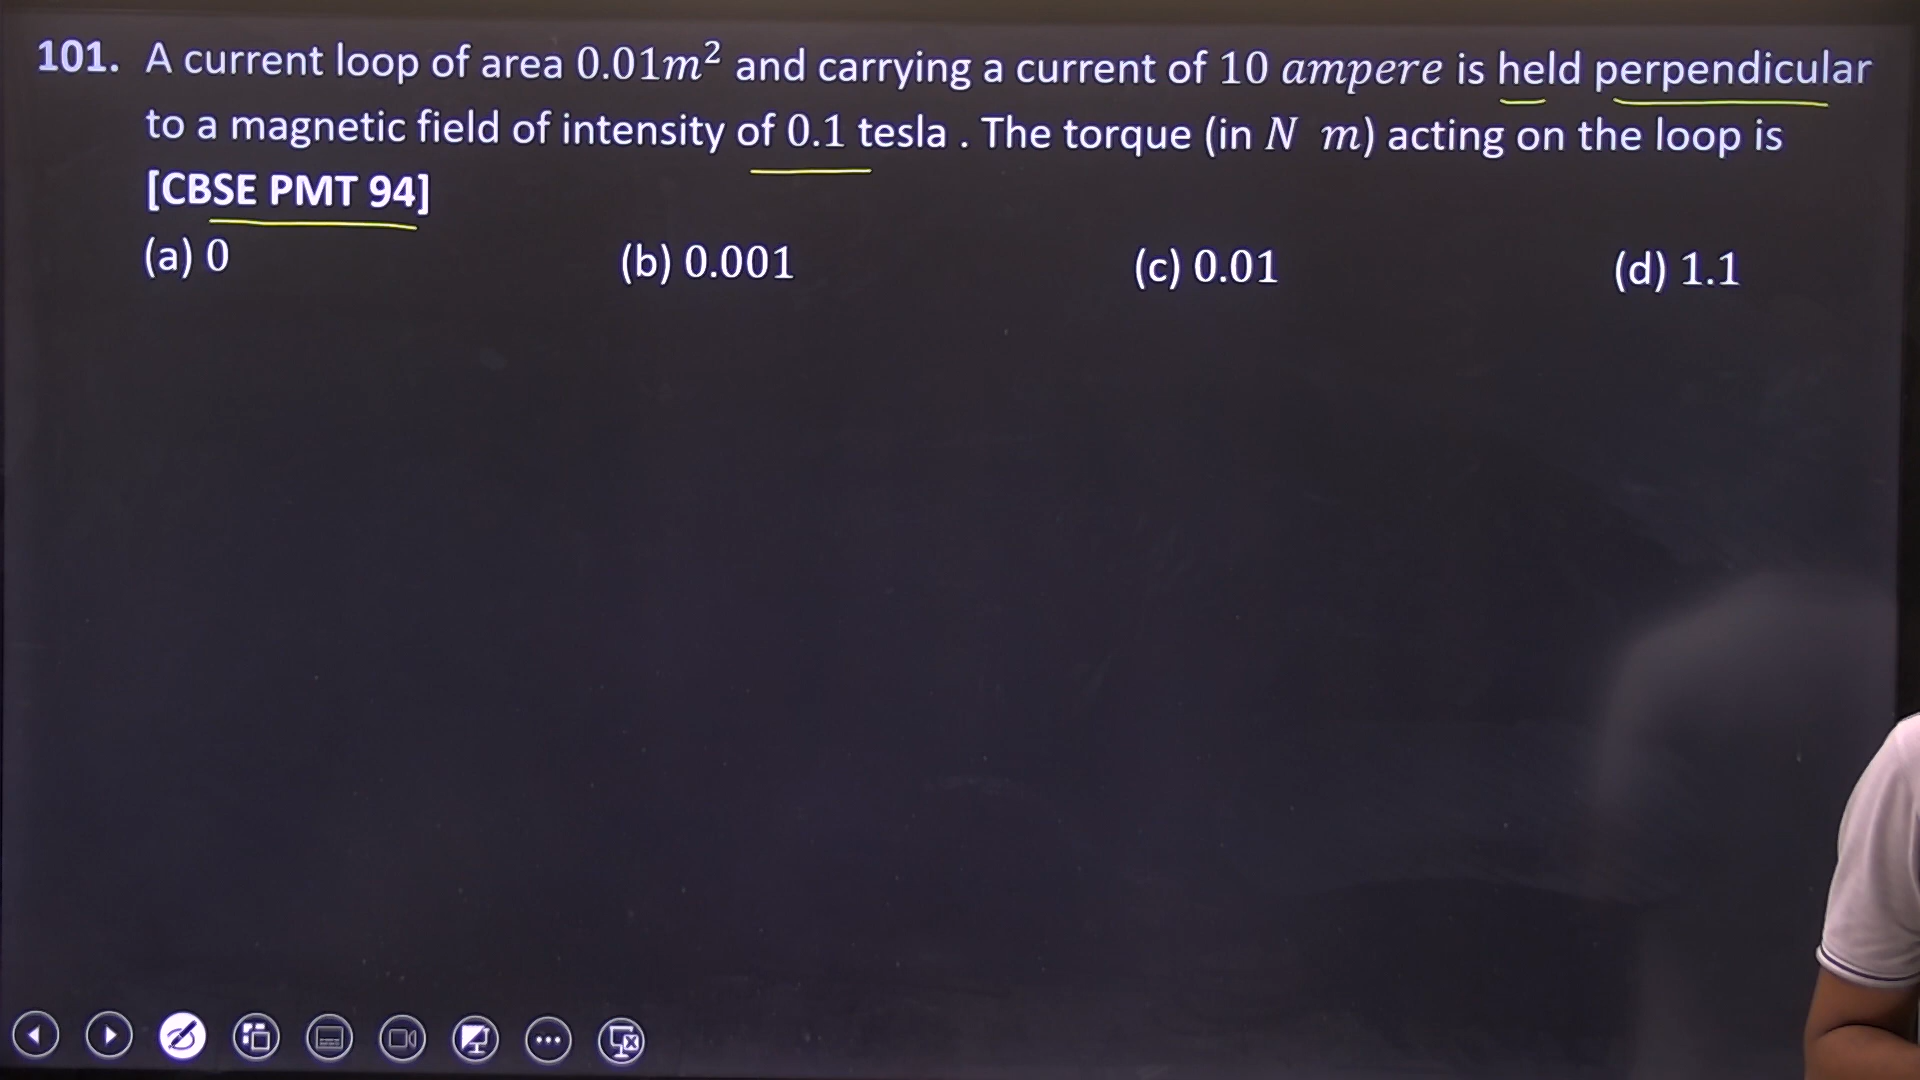 101. A current loop of area 0.01m² and carrying a current of 10 ampere is held perpendicular
to a magnetic field of intensity of 0.1 tesla . The torque (in N m) acting on the loop is
[CBSE PMT 94]
(a) 0 (b) 0.001 (c) 0.01 (d) 1.1